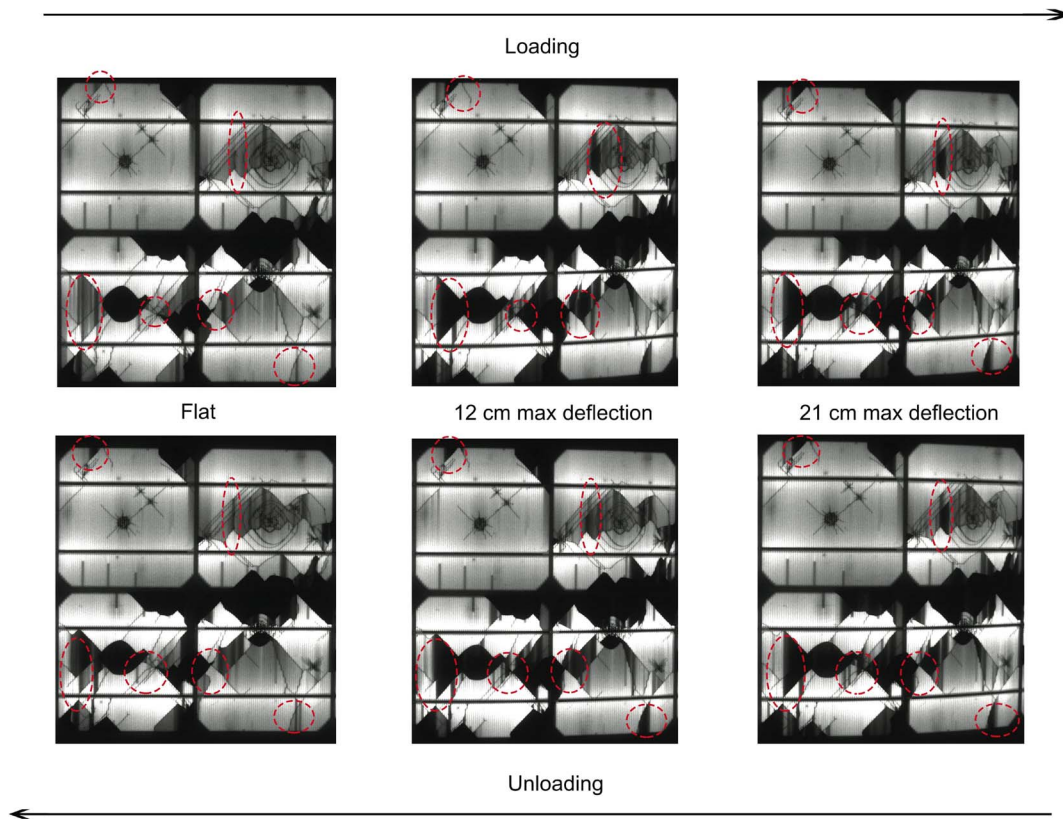 Loading
Flat
12 cm max deflection
21 cm max deflection
Unloading